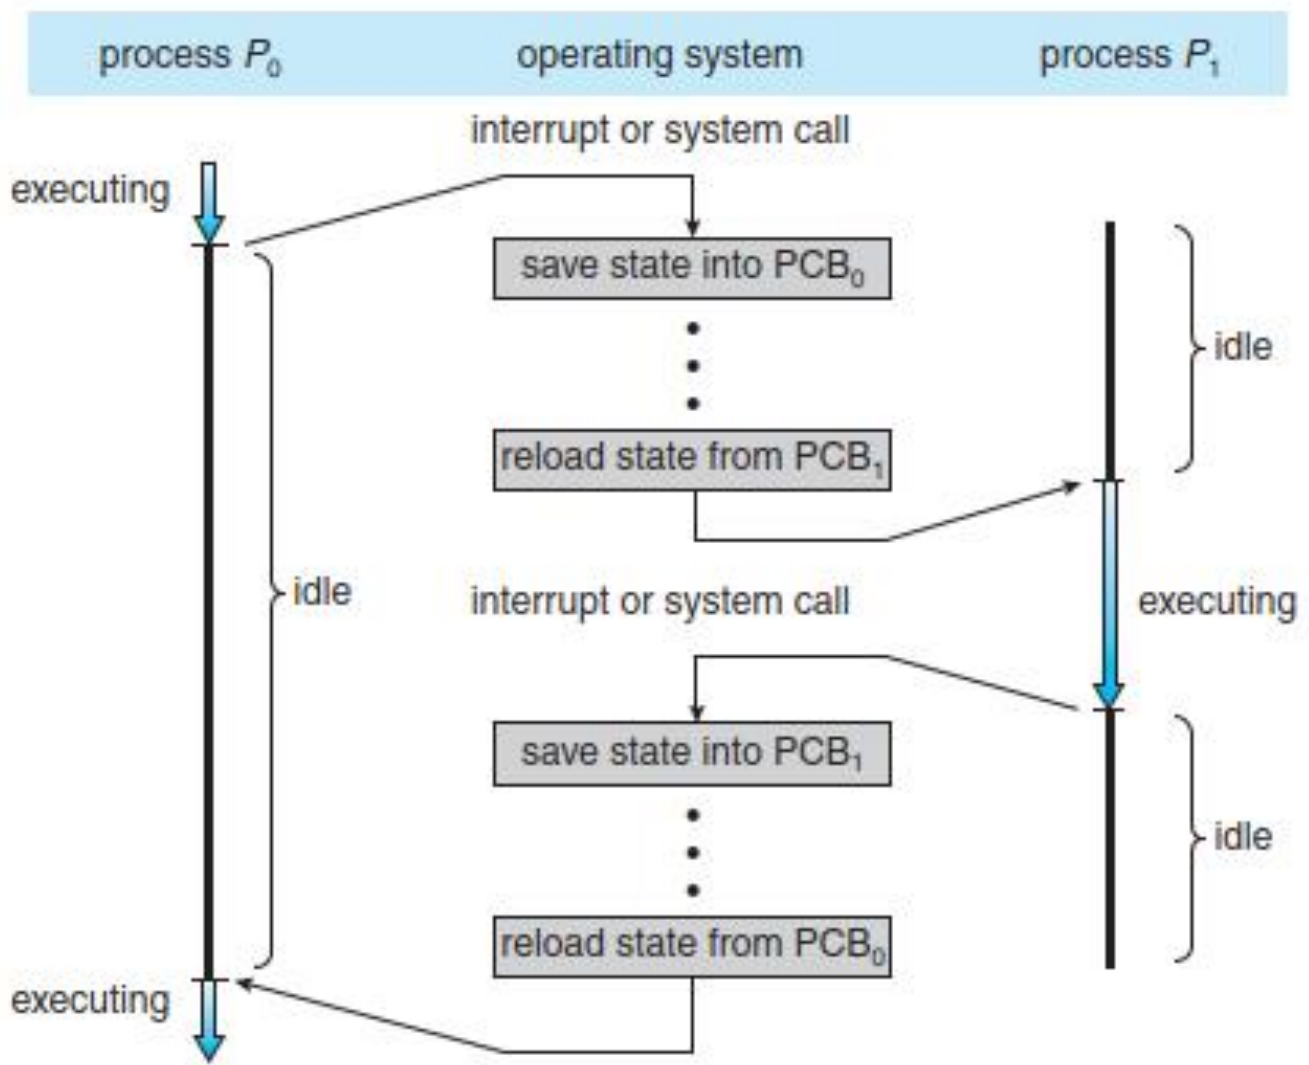 process P₀ operating system process P₁
interrupt or system call
executing
save state into PCB₀
idle
reload state from PCB₁
idle
interrupt or system call
executing
save state into PCB₁
idle
reload state from PCB₀
executing